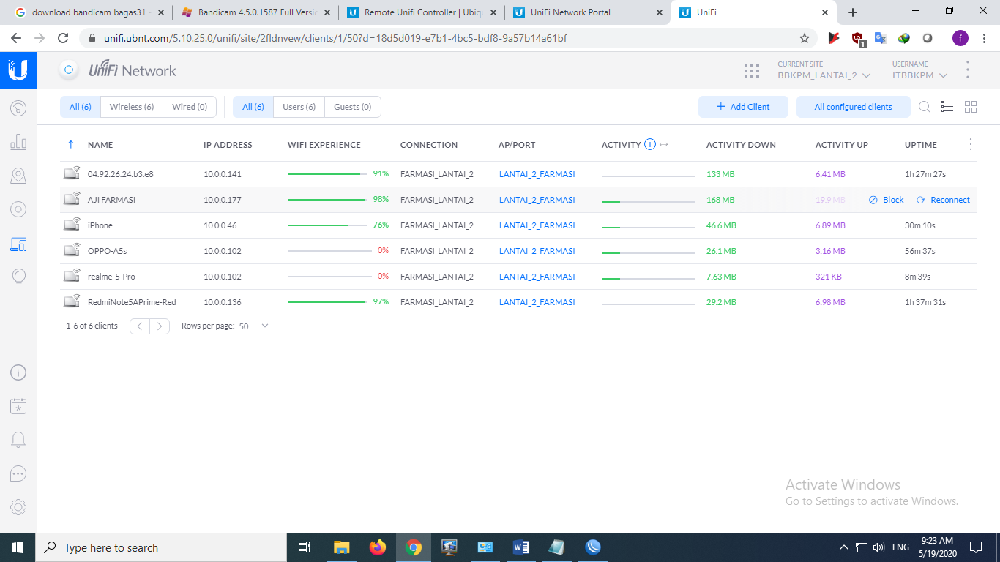 download bandicam bagas31 -
Bandicam 4.5.0.1587 Full Versio
Remote Unifi Controller | Ubiqu
UniFi Network Portal
UniFi
unifi.ubnt.com/5.10.25.0/unifi/site/2fldnvew/clients/1/50?d=18d5d019-e7b1-4bc5-bdf8-9a57b14a61bf
1
f
UniFi Network
CURRENT SITE
BBKPM_LANTAI_2
USERNAME
ITBBKPM
All (6) Wireless (6) Wired (0) All (6) Users (6) Guests (0) + Add Client All configured clients
NAME IP ADDRESS WIFI EXPERIENCE CONNECTION AP/PORT ACTIVITY ACTIVITY DOWN ACTIVITY UP UPTIME
04:92:26:24:b3:e8 10.0.0.141 91% FARMASI_LANTAI_2 LANTAI_2_FARMASI 133 MB 6.41 MB 1h 27m 27s
AJI FARMASI 10.0.0.177 98% FARMASI_LANTAI_2 LANTAI_2_FARMASI 168 MB 19.9 MB Block Reconnect
iPhone 10.0.0.46 76% FARMASI_LANTAI_2 LANTAI_2_FARMASI 46.6 MB 6.89 MB 30m 10s
OPPO-A5s 10.0.0.102 0% FARMASI_LANTAI_2 LANTAI_2_FARMASI 26.1 MB 3.16 MB 56m 37s
realme-5-Pro 10.0.0.102 0% FARMASI_LANTAI_2 LANTAI_2_FARMASI 7.63 MB 321 KB 8m 39s
RedmiNote5APrime-Red 10.0.0.136 97% FARMASI_LANTAI_2 LANTAI_2_FARMASI 29.2 MB 6.98 MB 1h 37m 31s
1-6 of 6 clients Rows per page: 50
Activate Windows
Go to Settings to activate Windows.
Type here to search
ENG
9:23 AM
5/19/2020